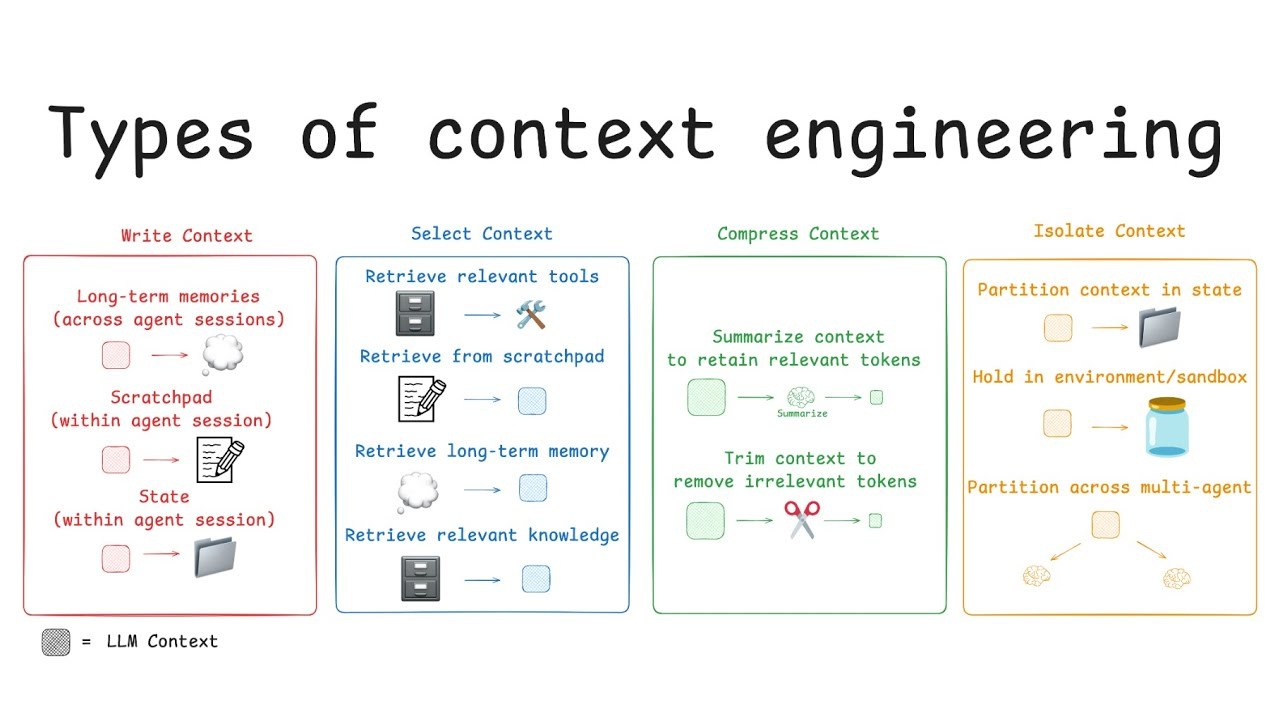 Types of context engineering
Write Context
Long-term memories
(across agent sessions)
Scratchpad
(within agent session)
State
(within agent session)
Select Context
Retrieve relevant tools
Retrieve from scratchpad
Retrieve long-term memory
Retrieve relevant knowledge
Compress Context
Summarize context
to retain relevant tokens
Summarize
Trim context to
remove irrelevant tokens
Isolate Context
Partition context in state
Hold in environment/sandbox
Partition across multi-agent
= LLM Context